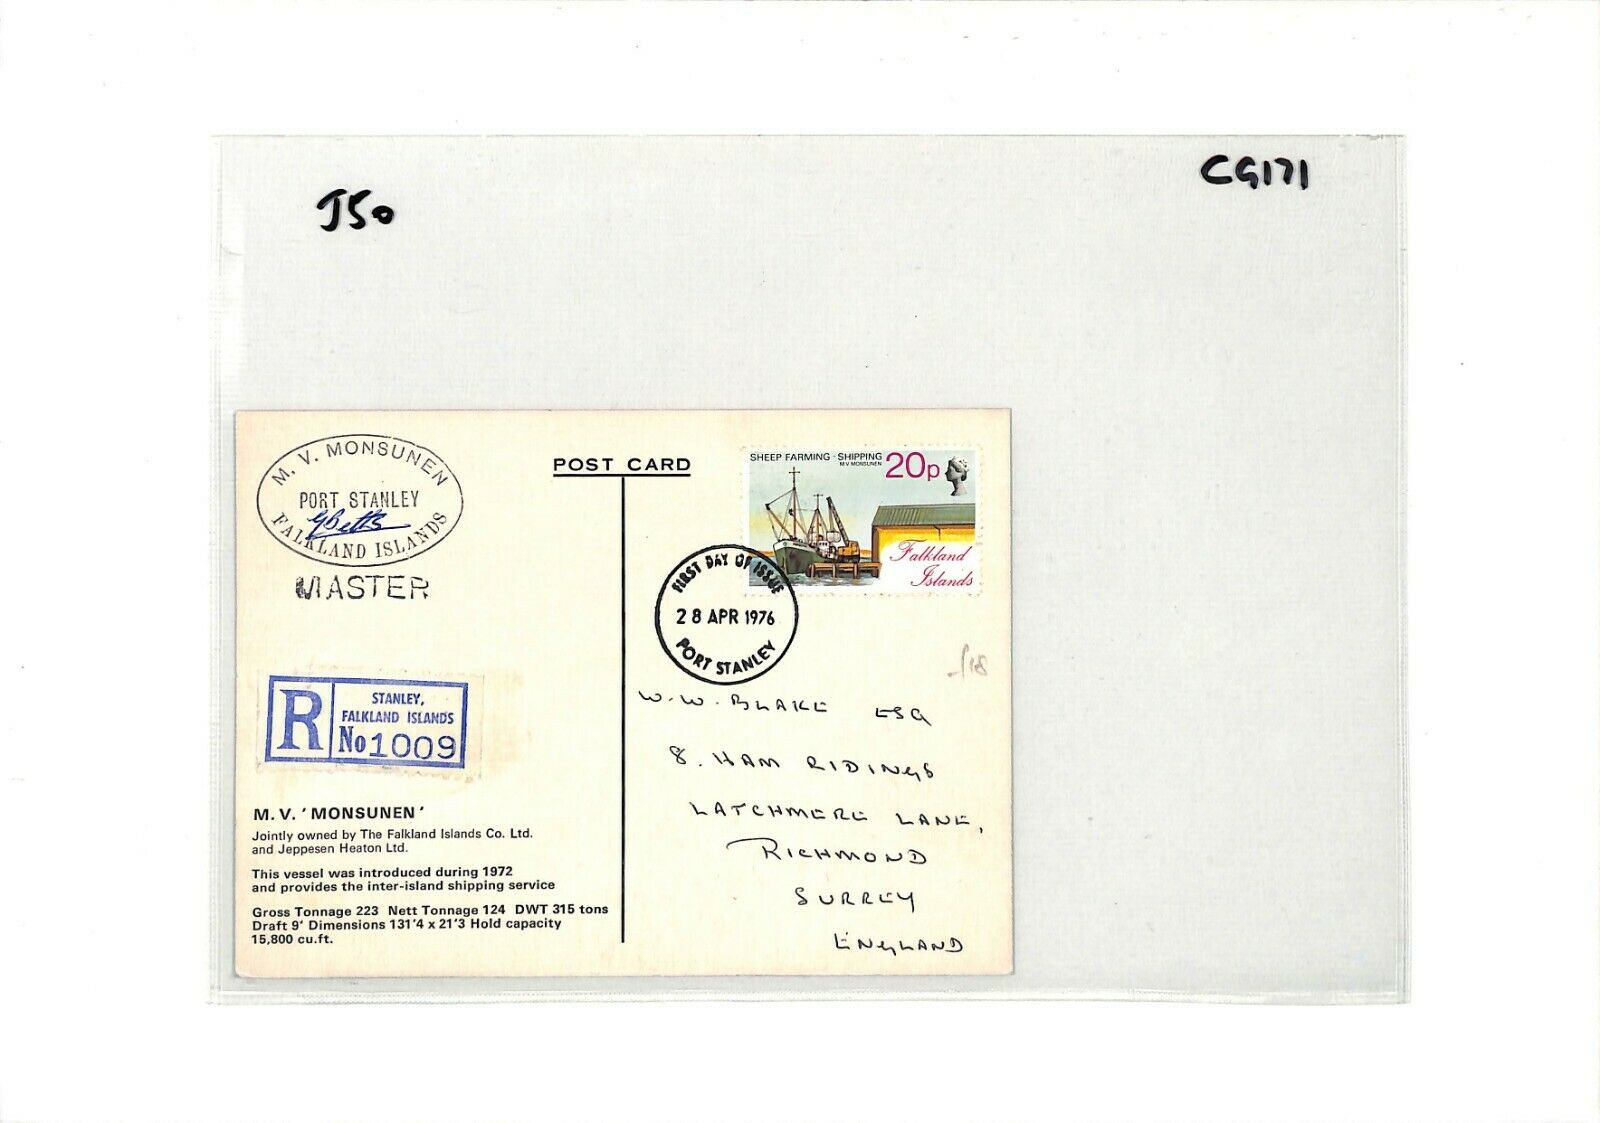 J50
CG171
M. V. MONSUNEN
PORT STANLEY
GBetts
FALKLAND ISLANDS
MASTER
POST CARD
SHEEP FARMING - SHIPPING
M V MONSUNEN
20p
Falkland
Islands
FIRST DAY OF ISSUE
28 APR 1976
PORT STANLEY
R
STANLEY,
FALKLAND ISLANDS
No 1009
W. W. BLAKE ESQ
8. HAM RIDINGS
LATCHMERE LANE,
RICHMOND
SURREY
ENGLAND
M. V. 'MONSUNEN'
Jointly owned by The Falkland Islands Co. Ltd.
and Jeppesen Heaton Ltd.
This vessel was introduced during 1972
and provides the inter-island shipping service
Gross Tonnage 223 Nett Tonnage 124 DWT 315 tons
Draft 9' Dimensions 131'4 x 21'3 Hold capacity
15,800 cu.ft.